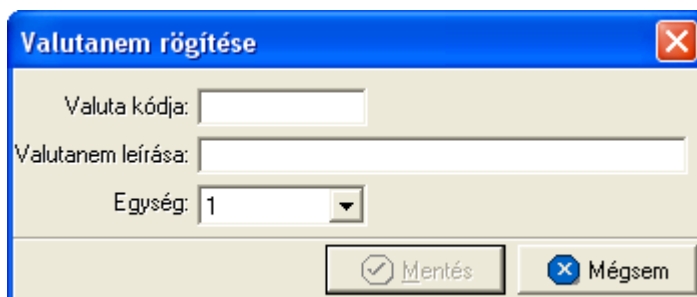 Valutanem rögítése
Valuta kódja:
Valutanem leírása:
Egység: 1
Mentés Mégsem